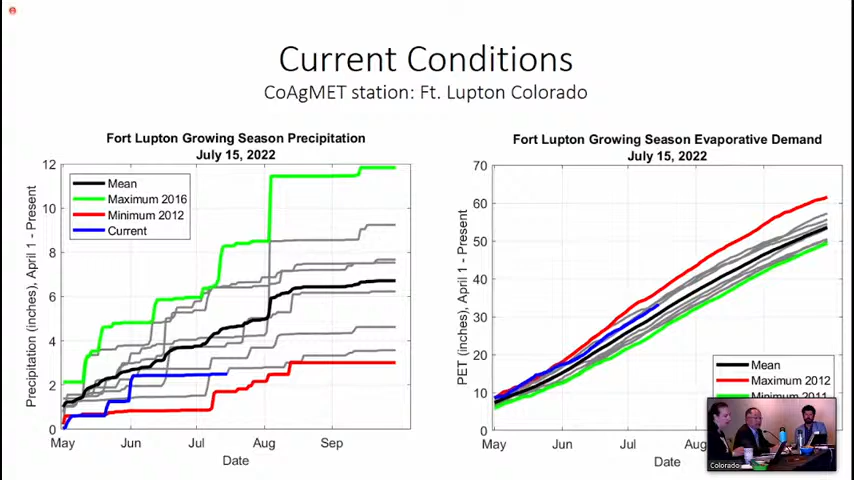 Current Conditions
CoAgMET station: Ft. Lupton Colorado
Fort Lupton Growing Season Precipitation
July 15, 2022
Precipitation (inches), April 1 - Present
12
10
8
6
4
2
0
Mean
Maximum 2016
Minimum 2012
Current
May
Jun
Jul
Aug
Sep
Date
Fort Lupton Growing Season Evaporative Demand
July 15, 2022
PET (inches), April 1 - Present
70
60
50
40
30
20
10
0
Mean
Maximum 2012
Minimum 2011
May
Jun
Jul
Aug
Date
Colorado